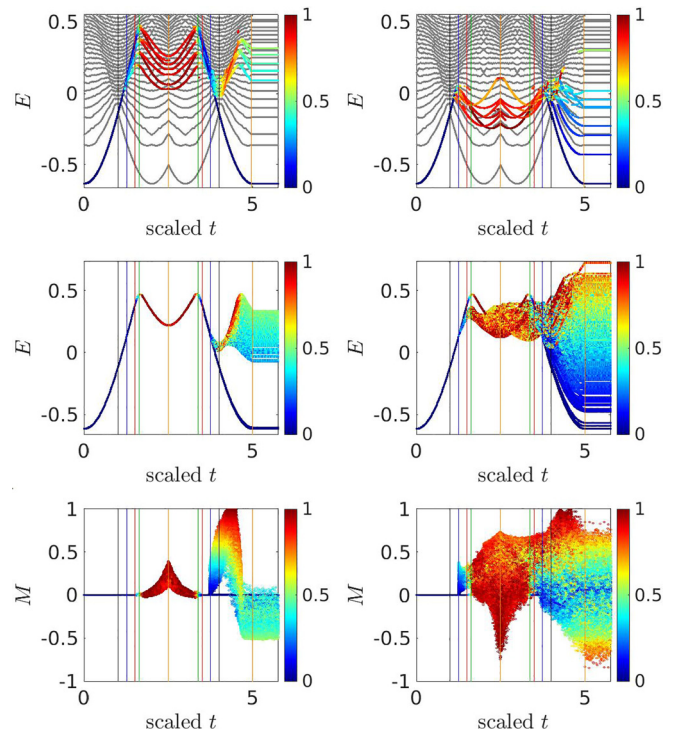 0.5 1 0.5 1
E 0 0.5 E 0 0.5
-0.5 0 -0.5 0
0 5 0 5
scaled t scaled t
0.5 1 0.5 1
E 0 0.5 E 0 0.5
-0.5 0 -0.5 0
0 5 0 5
scaled t scaled t
1 1 1 1
0.5 0.5
M 0 0.5 M 0 0.5
-0.5 -0.5
-1 0 -1 0
0 5 0 5
scaled t scaled t